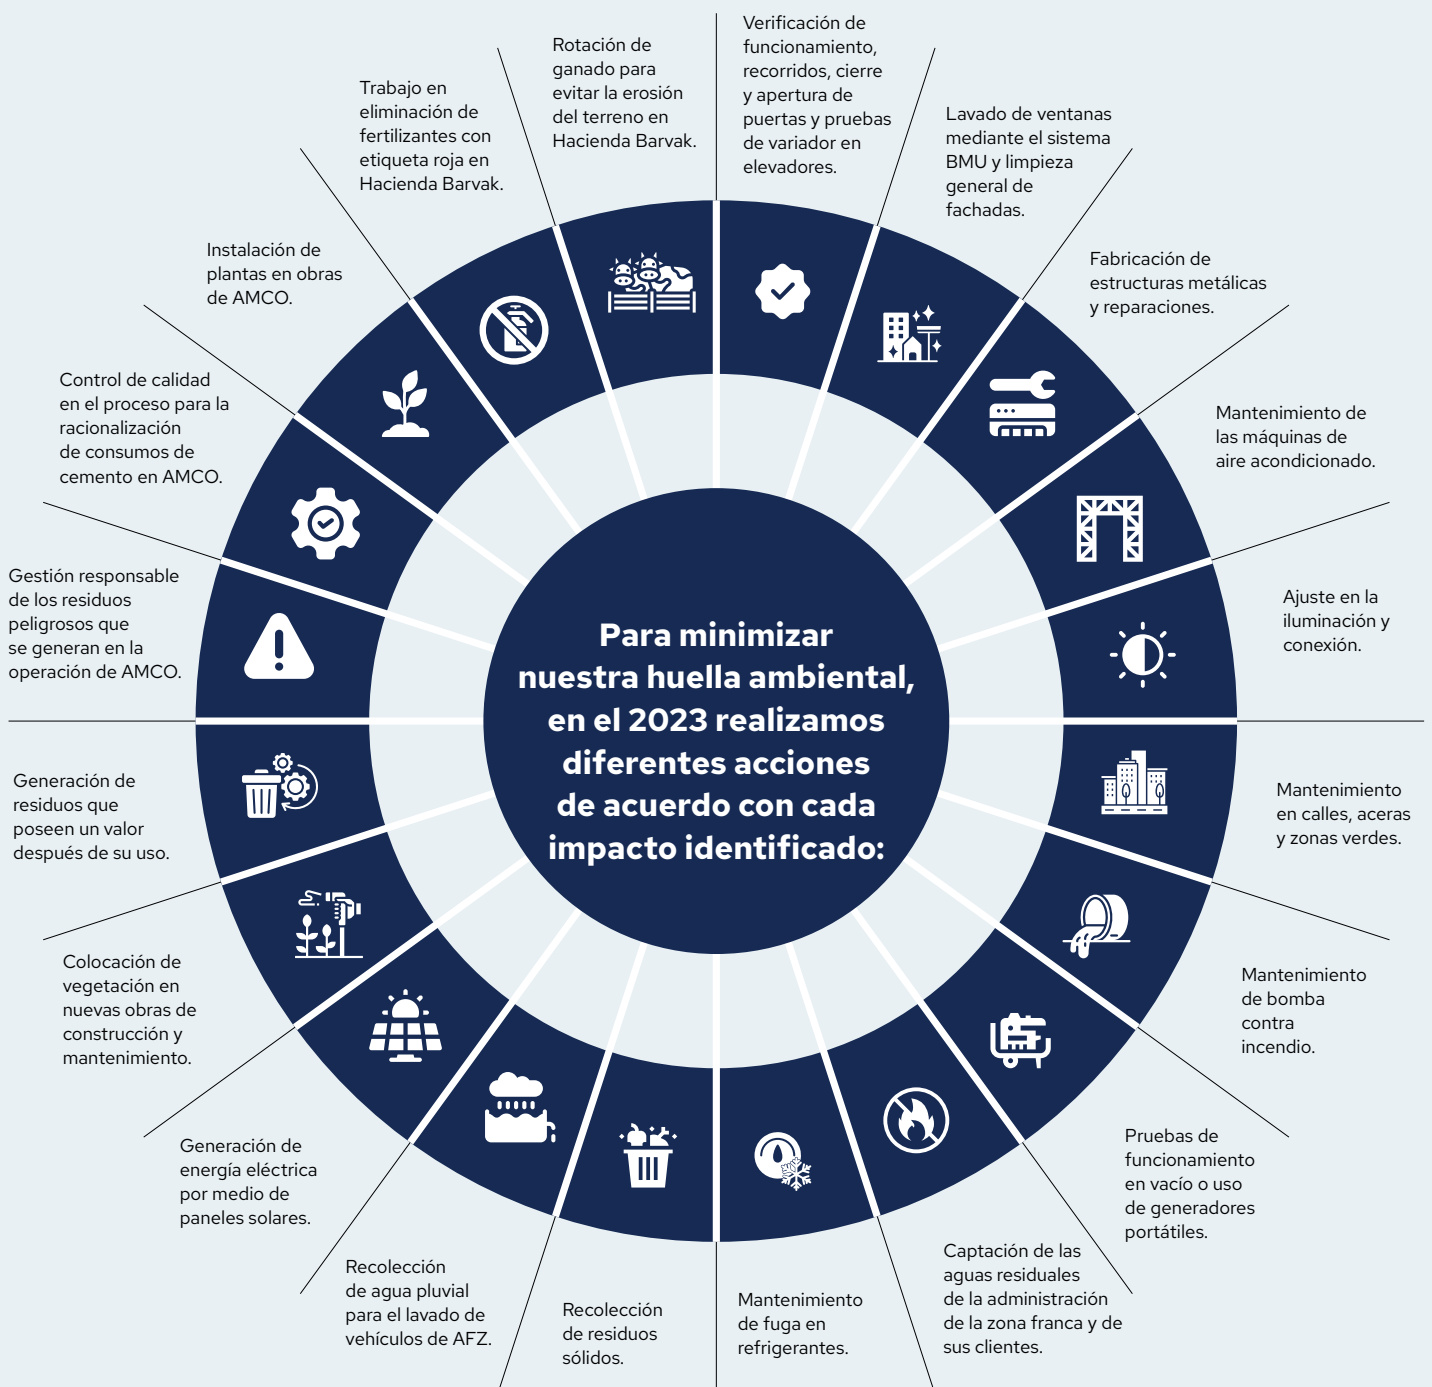 Verificación de
funcionamiento,
recorridos, cierre
y apertura de
puertas y pruebas
de variador en
elevadores.
Lavado de ventanas
mediante el sistema
BMU y limpieza
general de
fachadas.
Fabricación de
estructuras metálicas
y reparaciones.
Mantenimiento de
las máquinas de
aire acondicionado.
Ajuste en la
iluminación y
conexión.
Mantenimiento
en calles, aceras
y zonas verdes.
Mantenimiento
de bomba
contra
incendio.
Pruebas de
funcionamiento
en vacío o uso
de generadores
portátiles.
Captación de las
aguas residuales
de la administración
de la zona franca y de
sus clientes.
Mantenimiento
de fuga en
refrigerantes.
Recolección
de residuos
sólidos.
Recolección
de agua pluvial
para el lavado de
vehículos de AFZ.
Generación de
energía eléctrica
por medio de
paneles solares.
Colocación de
vegetación en
nuevas obras de
construcción y
mantenimiento.
Generación de
residuos que
poseen un valor
después de su uso.
Gestión responsable
de los residuos
peligrosos que
se generan en la
operación de AMCO.
Control de calidad
en el proceso para la
racionalización
de consumos de
cemento en AMCO.
Instalación de
plantas en obras
de AMCO.
Trabajo en
eliminación de
fertilizantes con
etiqueta roja en
Hacienda Barvak.
Rotación de
ganado para
evitar la erosión
del terreno en
Hacienda Barvak.
Para minimizar
nuestra huella ambiental,
en el 2023 realizamos
diferentes acciones
de acuerdo con cada
impacto identificado: